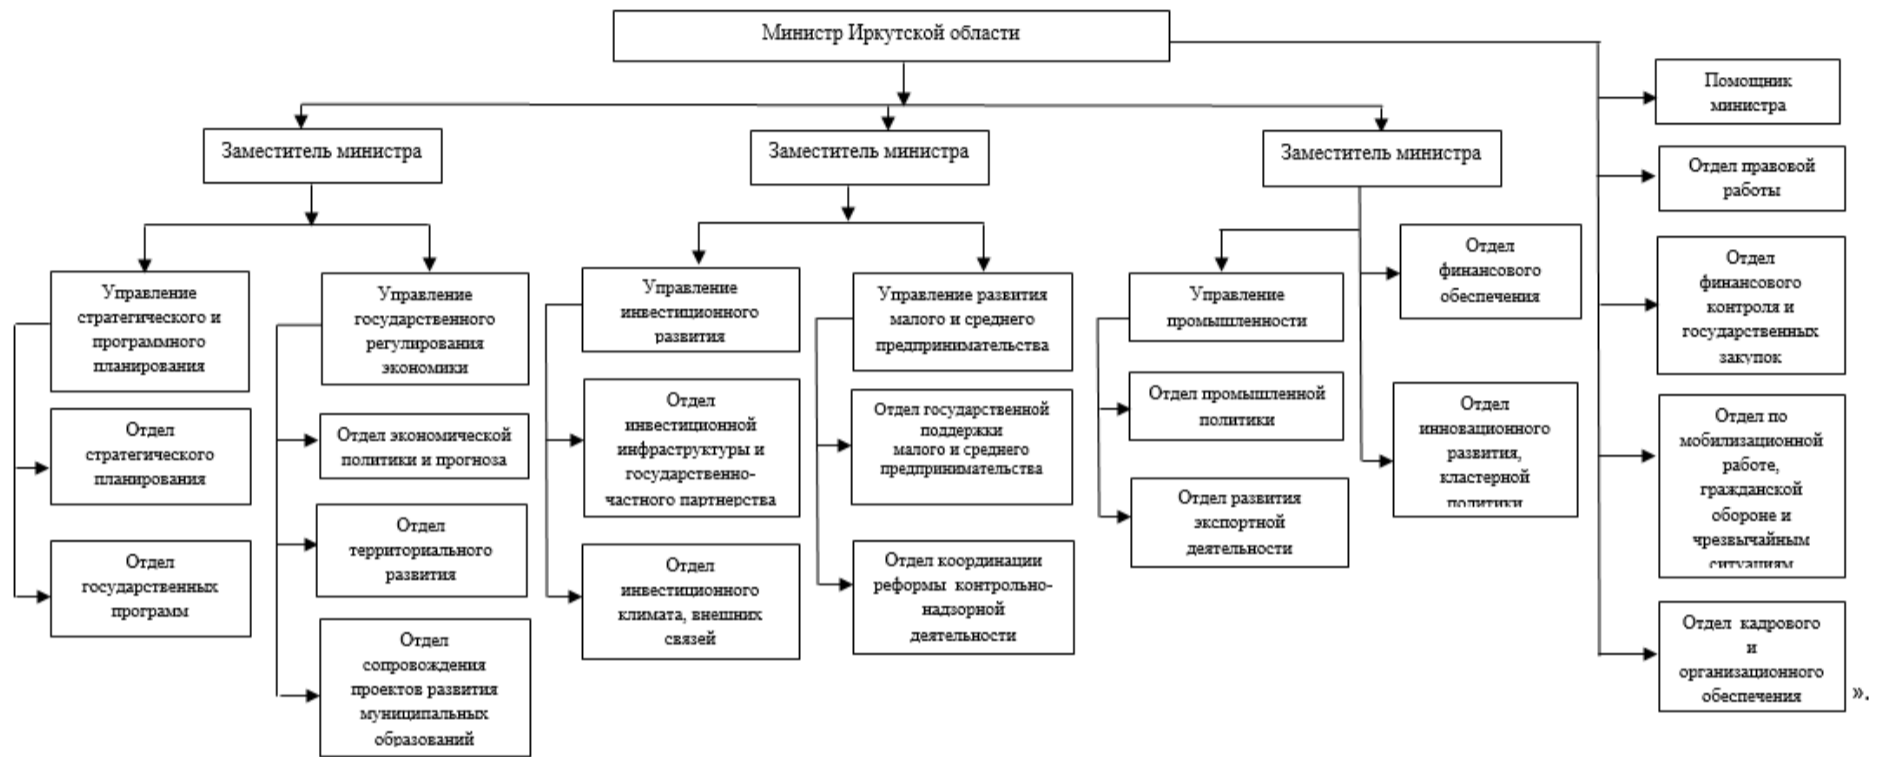 Министр Иркутской области
Помощник
министра
Заместитель министра
Заместитель министра
Заместитель министра
Отдел правовой
работы
Отдел
финансового
обеспечения
Отдел
финансового
контроля и
государственных
закупок
Управление
стратегического и
программного
планирования
Управление
государственного
регулирования
экономики
Управление
инвестиционного
развития
Управление развития
малого и среднего
предпринимательства
Управление
промышленности
Отдел
стратегического
планирования
Отдел экономической
политики и прогноза
Отдел
инвестиционной
инфраструктуры и
государственно-
частного партнерства
Отдел государственной
поддержки
малого и среднего
предпринимательства
Отдел промышленной
политики
Отдел
инновационного
развития,
кластерной
политики
Отдел по
мобилизационной
работе,
гражданской
обороне и
чрезвычайным
ситуациям
Отдел
государственных
программ
Отдел
территориального
развития
Отдел
инвестиционного
климата, внешних
связей
Отдел координации
реформы контрольно-
надзорной
деятельности
Отдел развития
экспортной
деятельности
Отдел
сопровождения
проектов развития
муниципальных
образований
Отдел кадрового
и
организационного
обеспечения
».